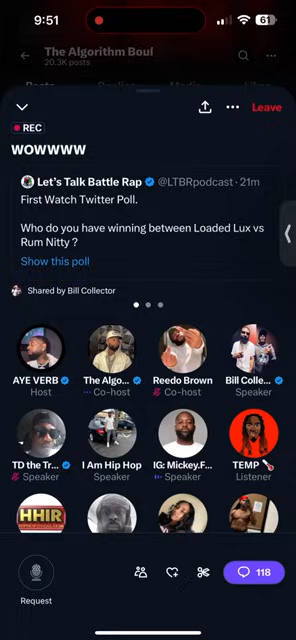 9:51
61
The Algorithm Boul
20.3K posts
Leave
REC
wowwww
Let's Talk Battle Rap @LTBRpodcast · 21m
First Watch Twitter Poll.
Who do you have winning between Loaded Lux vs
Rum Nitty ?
Show this poll
Shared by Bill Collector
AYE VERB
The Algo...
Reedo Brown
Bill Colle...
Host
Co-host
Co-host
Speaker
TD the Tr...
I Am Hip Hop
IG: Mickey.F...
TEMP
Speaker
Speaker
Speaker
Listener
HHIR
118
Request